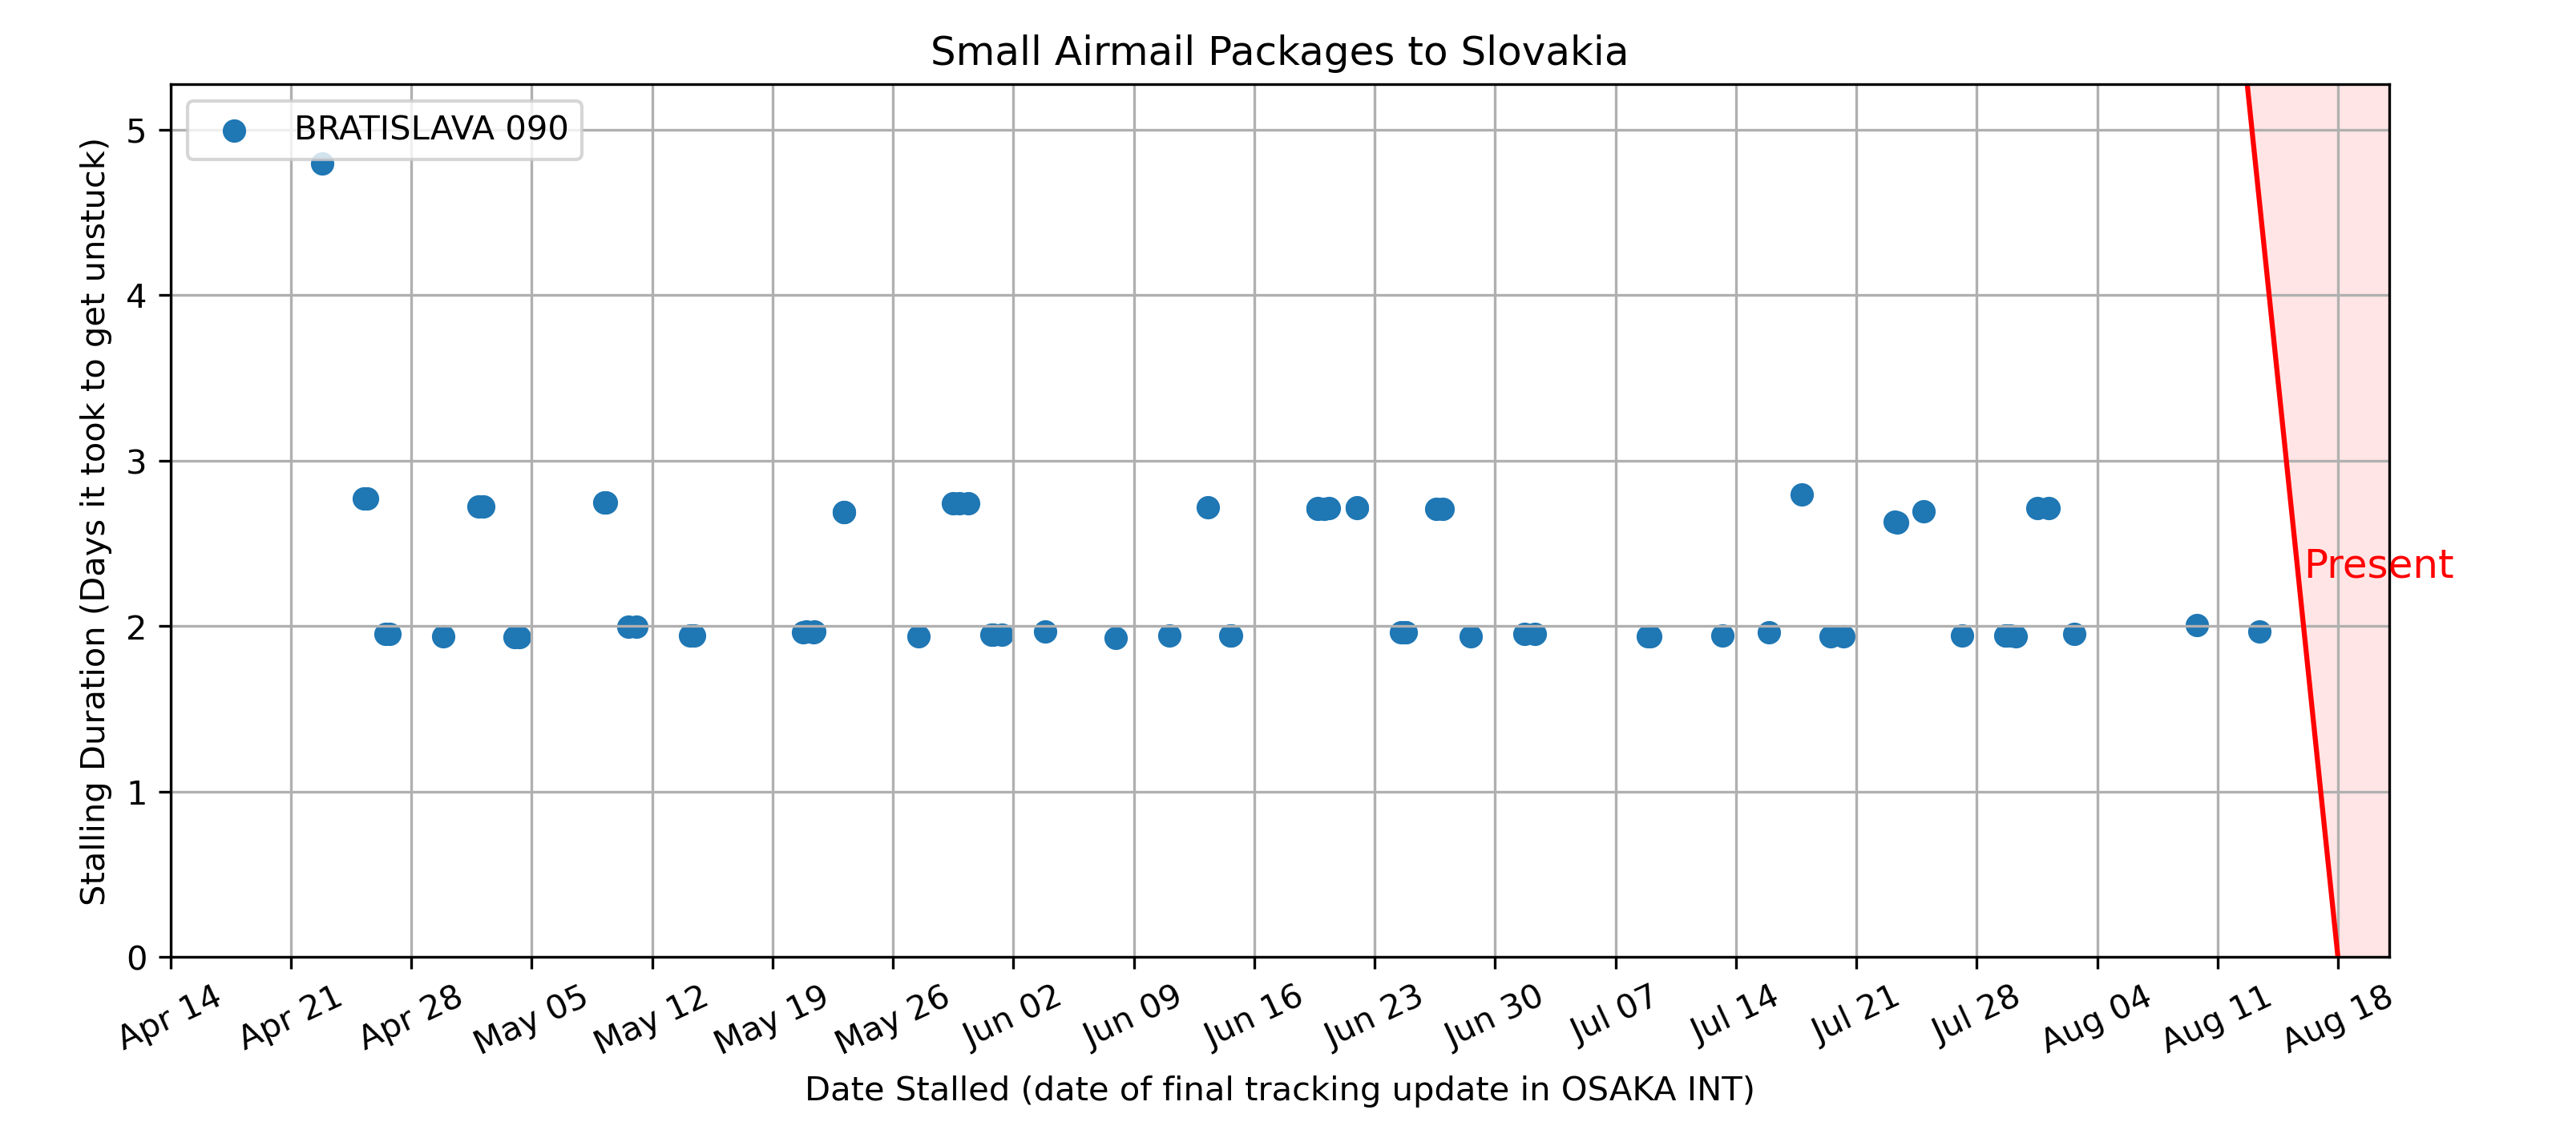 Small Airmail Packages to Slovakia
BRATISLAVA 090
Stalling Duration (Days it took to get unstuck)
5
4
3
2
1
0
Present
Apr 14
Apr 21
Apr 28
May 05
May 12
May 19
May 26
Jun 02
Jun 09
Jun 16
Jun 23
Jun 30
Jul 07
Jul 14
Jul 21
Jul 28
Aug 04
Aug 11
Aug 18
Date Stalled (date of final tracking update in OSAKA INT)